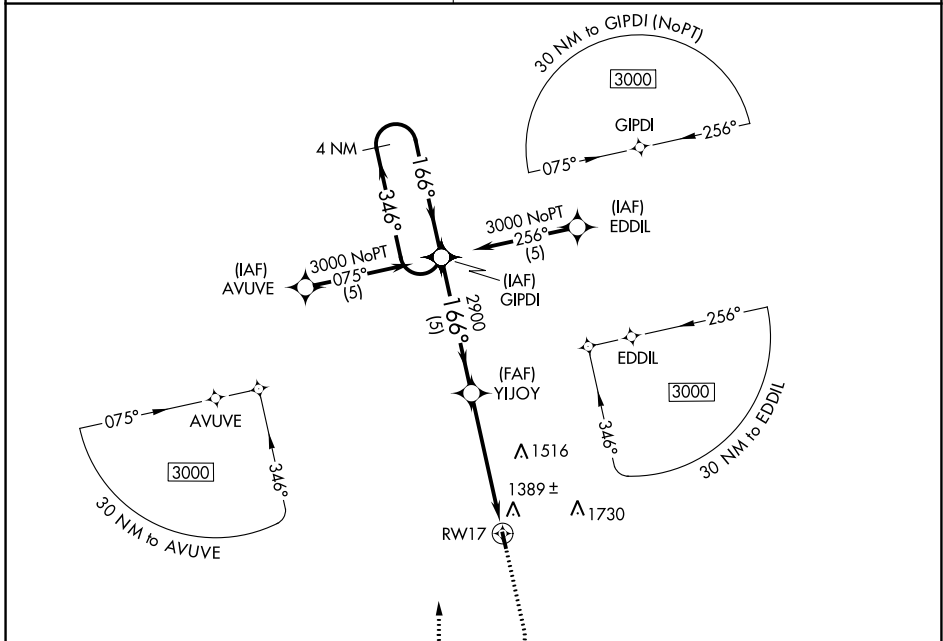 30 NM to GIPDI (NoPT)
3000
GIPDI
075°
256°
4 NM
166°
346°
(IAF)
EDDIL
3000 NoPT
256°
(5)
(IAF)
AVUVE
3000 NoPT
075°
(5)
(IAF)
GIPDI
2900
166°
(5)
(FAF)
YIJOY
256°
EDDIL
3000
346°
30 NM to EDDIL
075°
AVUVE
3000
346°
30 NM to AVUVE
1516
1389 ±
1730
RW17